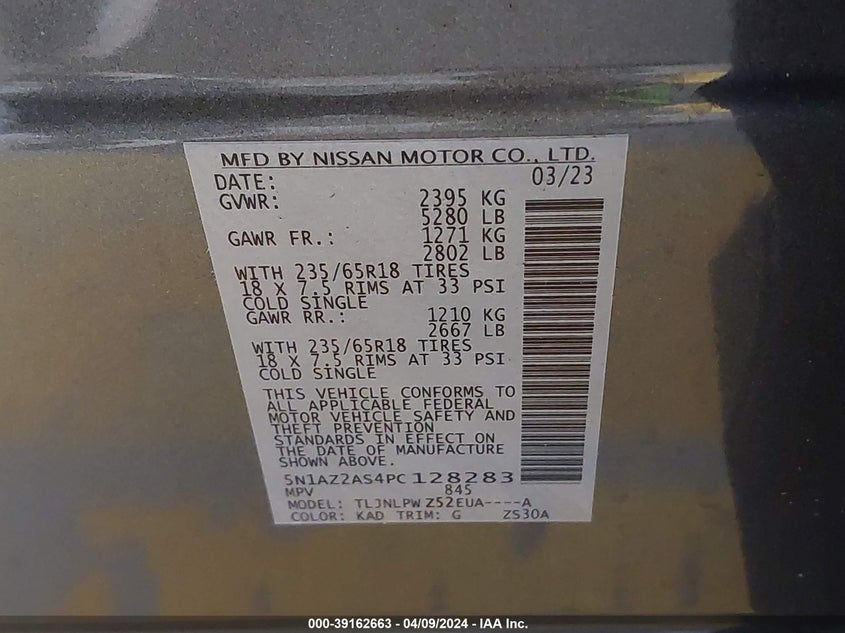 MFD BY NISSAN MOTOR CO., LTD.
DATE: 03/23
GVWR: 2395 KG
5280 LB
GAWR FR.: 1271 KG
2802 LB
WITH 235/65R18 TIRES
18 X 7.5 RIMS AT 33 PSI
COLD SINGLE
GAWR RR.: 1210 KG
2667 LB
WITH 235/65R18 TIRES
18 X 7.5 RIMS AT 33 PSI
COLD SINGLE
THIS VEHICLE CONFORMS TO
ALL APPLICABLE FEDERAL
MOTOR VEHICLE SAFETY AND
THEFT PREVENTION
STANDARDS IN EFFECT ON
THE DATE OF MANUFACTURE
SHOWN ABOVE.
5N1AZ2AS4PC128283
MPV 845
MODEL: TLJNLPW Z52EUA----A
COLOR: KAD TRIM: G ZS30A
000-39162663 - 04/09/2024 - IAA Inc.